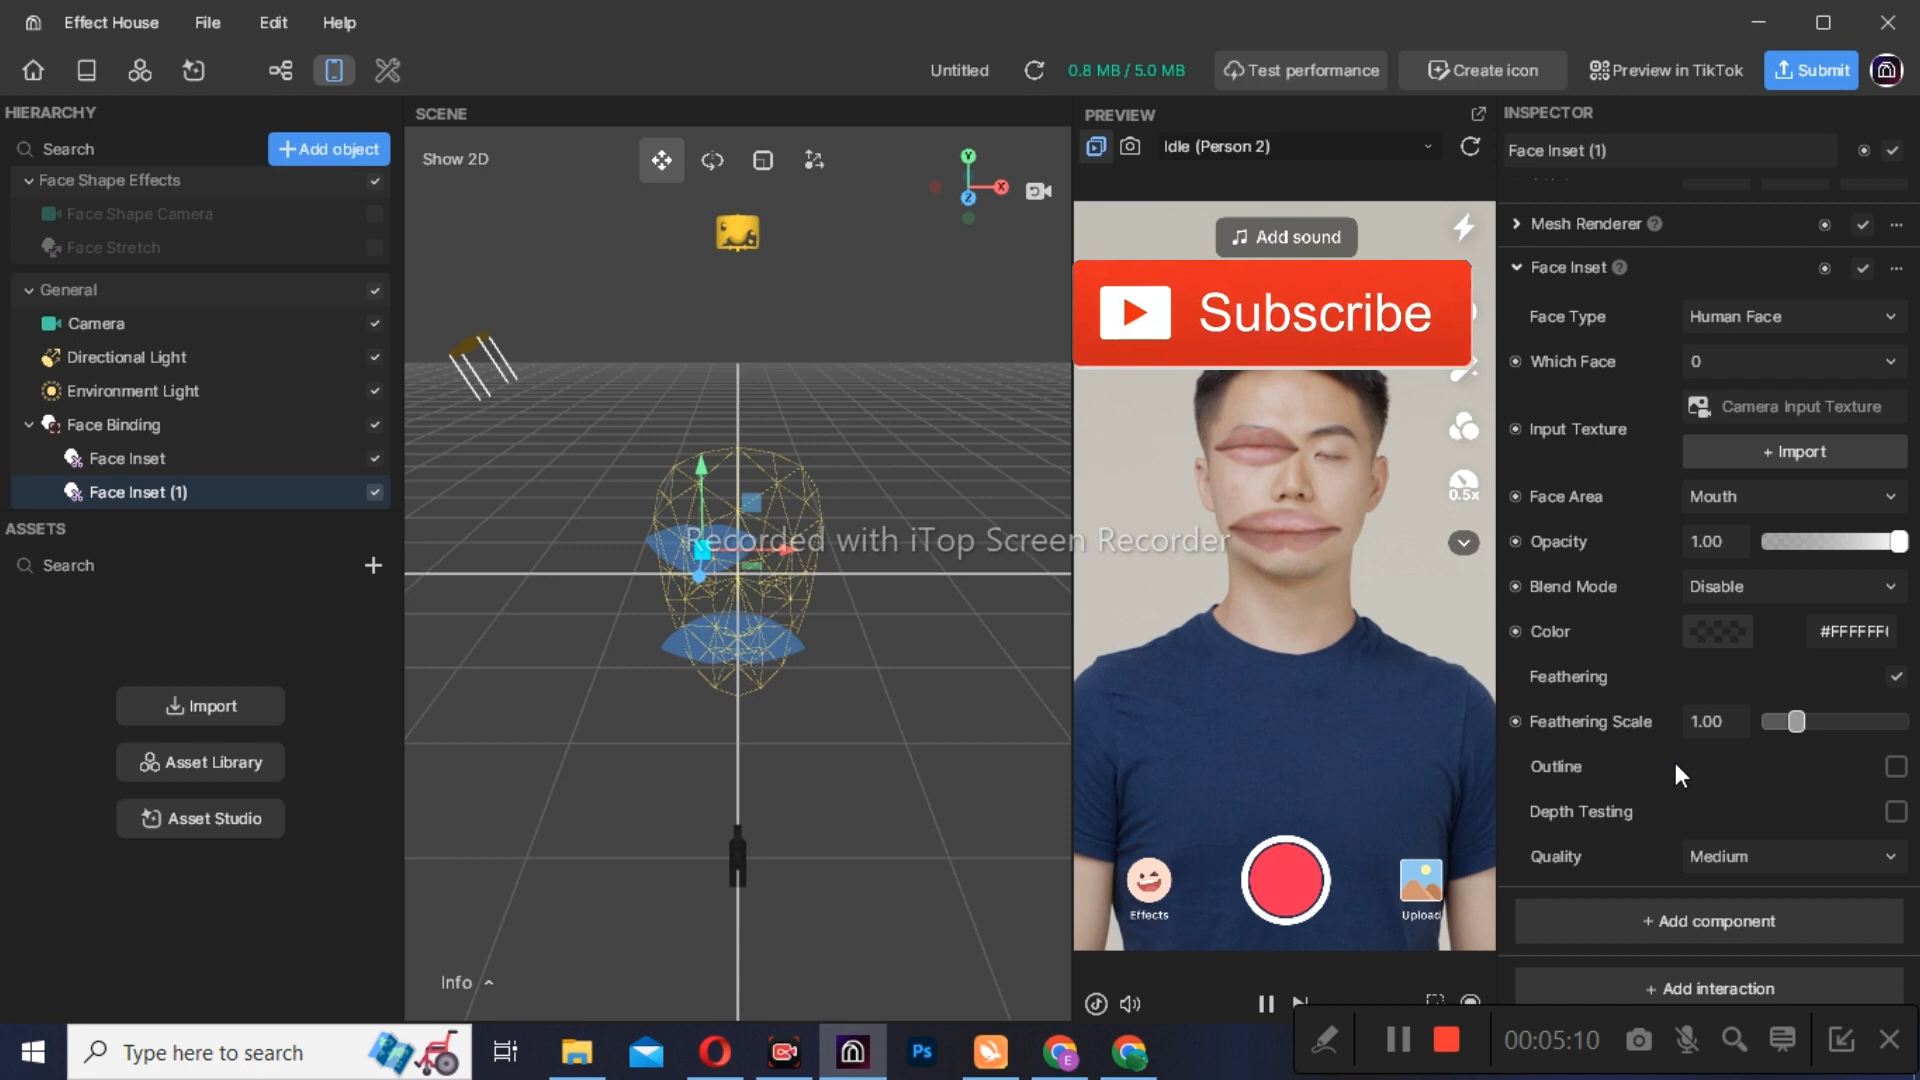 Effect House File Edit Help
Untitled 0.8 MB / 5.0 MB Test performance Create icon Preview in TikTok Submit
HIERARCHY
Search
Add object
Face Shape Effects
Face Shape Camera
Face Stretch
General
Camera
Directional Light
Environment Light
Face Binding
Face Inset
Face Inset (1)
ASSETS
Search
Import
Asset Library
Asset Studio
SCENE
Show 2D
Y
X
Z
Info
PREVIEW
Idle (Person 2)
Add sound
Subscribe
0.5x
Recorded with iTop Screen Recorder
Effects
Upload
INSPECTOR
Face Inset (1)
Mesh Renderer ?
Face Inset ?
Face Type Human Face
Which Face 0
Camera Input Texture
Input Texture
+ Import
Face Area Mouth
Opacity 1.00
Blend Mode Disable
Color #FFFFFF(
Feathering
Feathering Scale 1.00
Outline
Depth Testing
Quality Medium
+ Add component
+ Add interaction
Type here to search
Ps
E
00:05:10